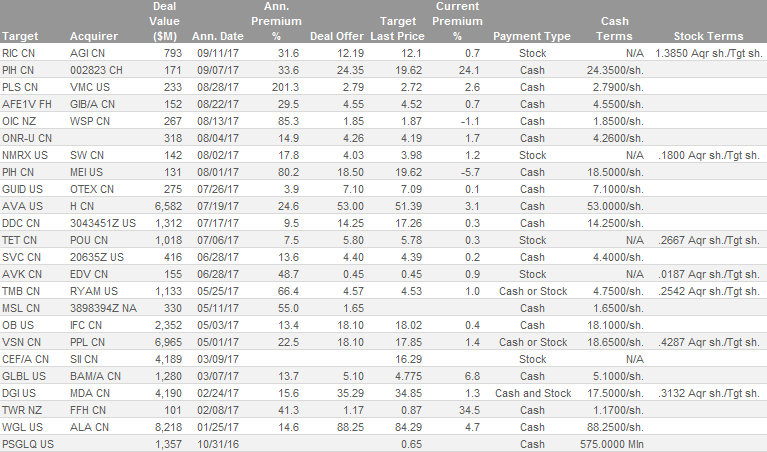 Deal Ann. Current
Value Premium Target Premium Cash
Target Acquirer ($M) Ann. Date % Deal Offer Last Price % Payment Type Terms Stock Terms
RIC CN AGI CN 793 09/11/17 31.6 12.19 12.1 0.7 Stock N/A 1.3850 Aqr sh./Tgt sh.
PIH CN 002823 CH 171 09/07/17 33.6 24.35 19.62 24.1 Cash 24.3500/sh.
PLS CN VMC US 233 08/28/17 201.3 2.79 2.72 2.6 Cash 2.7900/sh.
AFE1V FH GIB/A CN 152 08/22/17 29.5 4.55 4.52 0.7 Cash 4.5500/sh.
OIC NZ WSP CN 267 08/13/17 85.3 1.85 1.87 -1.1 Cash 1.8500/sh.
ONR-U CN 318 08/04/17 14.9 4.26 4.19 1.7 Cash 4.2600/sh.
NMRX US SW CN 142 08/02/17 17.8 4.03 3.98 1.2 Stock N/A .1800 Aqr sh./Tgt sh.
PIH CN MEI US 131 08/01/17 80.2 18.50 19.62 -5.7 Cash 18.5000/sh.
GUID US OTEX CN 275 07/26/17 3.9 7.10 7.09 0.1 Cash 7.1000/sh.
AVA US H CN 6,582 07/19/17 24.6 53.00 51.39 3.1 Cash 53.0000/sh.
DDC CN 3043451Z US 1,312 07/17/17 9.5 14.25 17.26 0.3 Cash 14.2500/sh.
TET CN POU CN 1,018 07/06/17 7.5 5.80 5.78 0.3 Stock N/A .2667 Aqr sh./Tgt sh.
SVC CN 20635Z US 416 06/28/17 13.6 4.40 4.39 0.2 Cash 4.4000/sh.
AVK CN EDV CN 155 06/28/17 48.7 0.45 0.45 0.9 Stock N/A .0187 Aqr sh./Tgt sh.
TMB CN RYAM US 1,133 05/25/17 66.4 4.57 4.53 1.0 Cash or Stock 4.7500/sh. .2542 Aqr sh./Tgt sh.
MSL CN 3898394Z NA 330 05/11/17 55.0 1.65 Cash 1.6500/sh.
OB US IFC CN 2,352 05/03/17 13.4 18.10 18.02 0.4 Cash 18.1000/sh.
VSN CN PPL CN 6,965 05/01/17 22.5 18.10 17.85 1.4 Cash or Stock 18.6500/sh. .4287 Aqr sh./Tgt sh.
CEF/A CN SII CN 4,189 03/09/17 16.29 Stock N/A
GLBL US BAM/A CN 1,280 03/07/17 13.7 5.10 4.775 6.8 Cash 5.1000/sh.
DGI US MDA CN 4,190 02/24/17 15.6 35.29 34.85 1.3 Cash and Stock 17.5000/sh. .3132 Aqr sh./Tgt sh.
TWR NZ FFH CN 101 02/08/17 41.3 1.17 0.87 34.5 Cash 1.1700/sh.
WGL US ALA CN 8,218 01/25/17 14.6 88.25 84.29 4.7 Cash 88.2500/sh.
PSGLQ US 1,357 10/31/16 0.65 Cash 575.0000 Mln